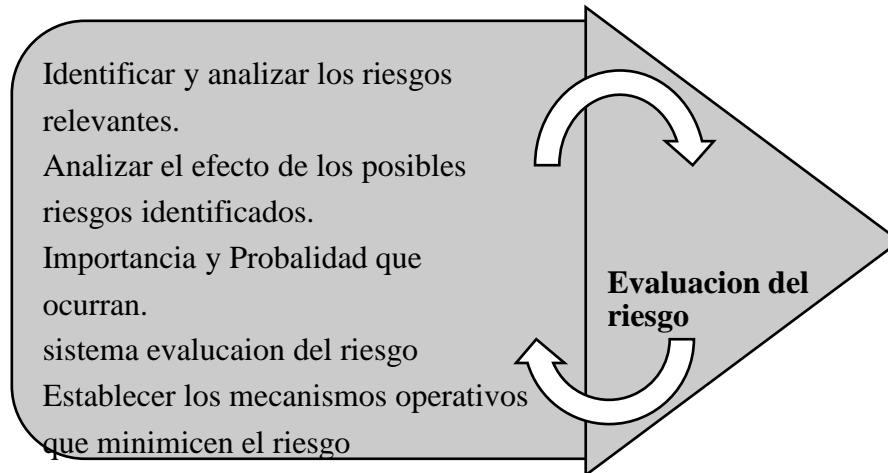 Identificar y analizar los riesgos
relevantes.
Analizar el efecto de los posibles
riesgos identificados.
Importancia y Probalidad que
ocurran.
sistema evalucaion del riesgo
Establecer los mecanismos operativos
que minimicen el riesgo
Evaluacion del
riesgo